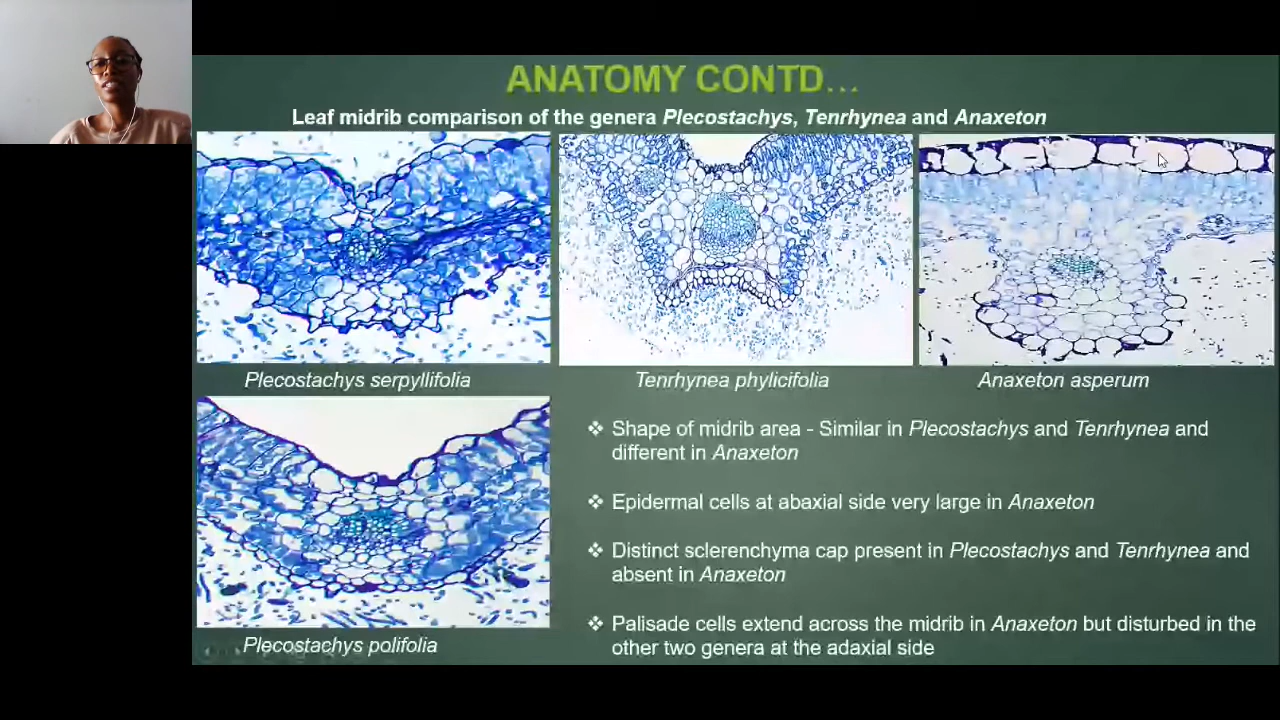 ANATOMY CONTD...
Leaf midrib comparison of the genera Plecostachys, Tenrhynea and Anaxeton
Plecostachys serpyllifolia
Tenrhynea phylicifolia
Anaxeton asperum
Plecostachys polifolia
❖ Shape of midrib area - Similar in Plecostachys and Tenrhynea and
different in Anaxeton
❖ Epidermal cells at abaxial side very large in Anaxeton
❖ Distinct sclerenchyma cap present in Plecostachys and Tenrhynea and
absent in Anaxeton
❖ Palisade cells extend across the midrib in Anaxeton but disturbed in the
other two genera at the adaxial side